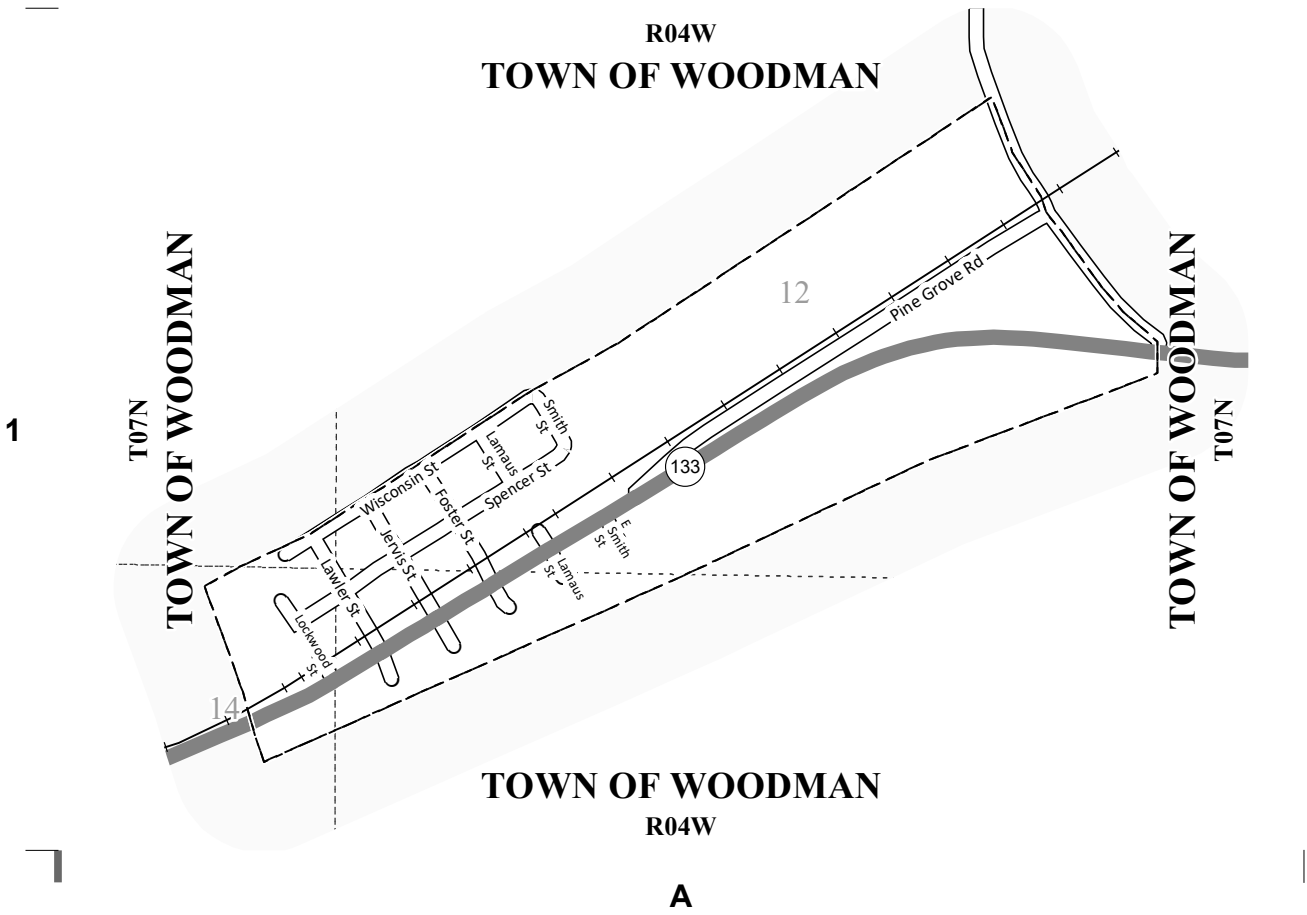 R04W
TOWN OF WOODMAN
12
Pine Grove Rd
TOWN OF WOODMAN
T07N
1
T07N
TOWN OF WOODMAN
Smith
St
Lamaus
St
Wisconsin St
Spencer St
133
Foster St
Jervis St
E
Smith
St
Lamaus
St
Lawler St
Lockwood
St
14
TOWN OF WOODMAN
R04W
A